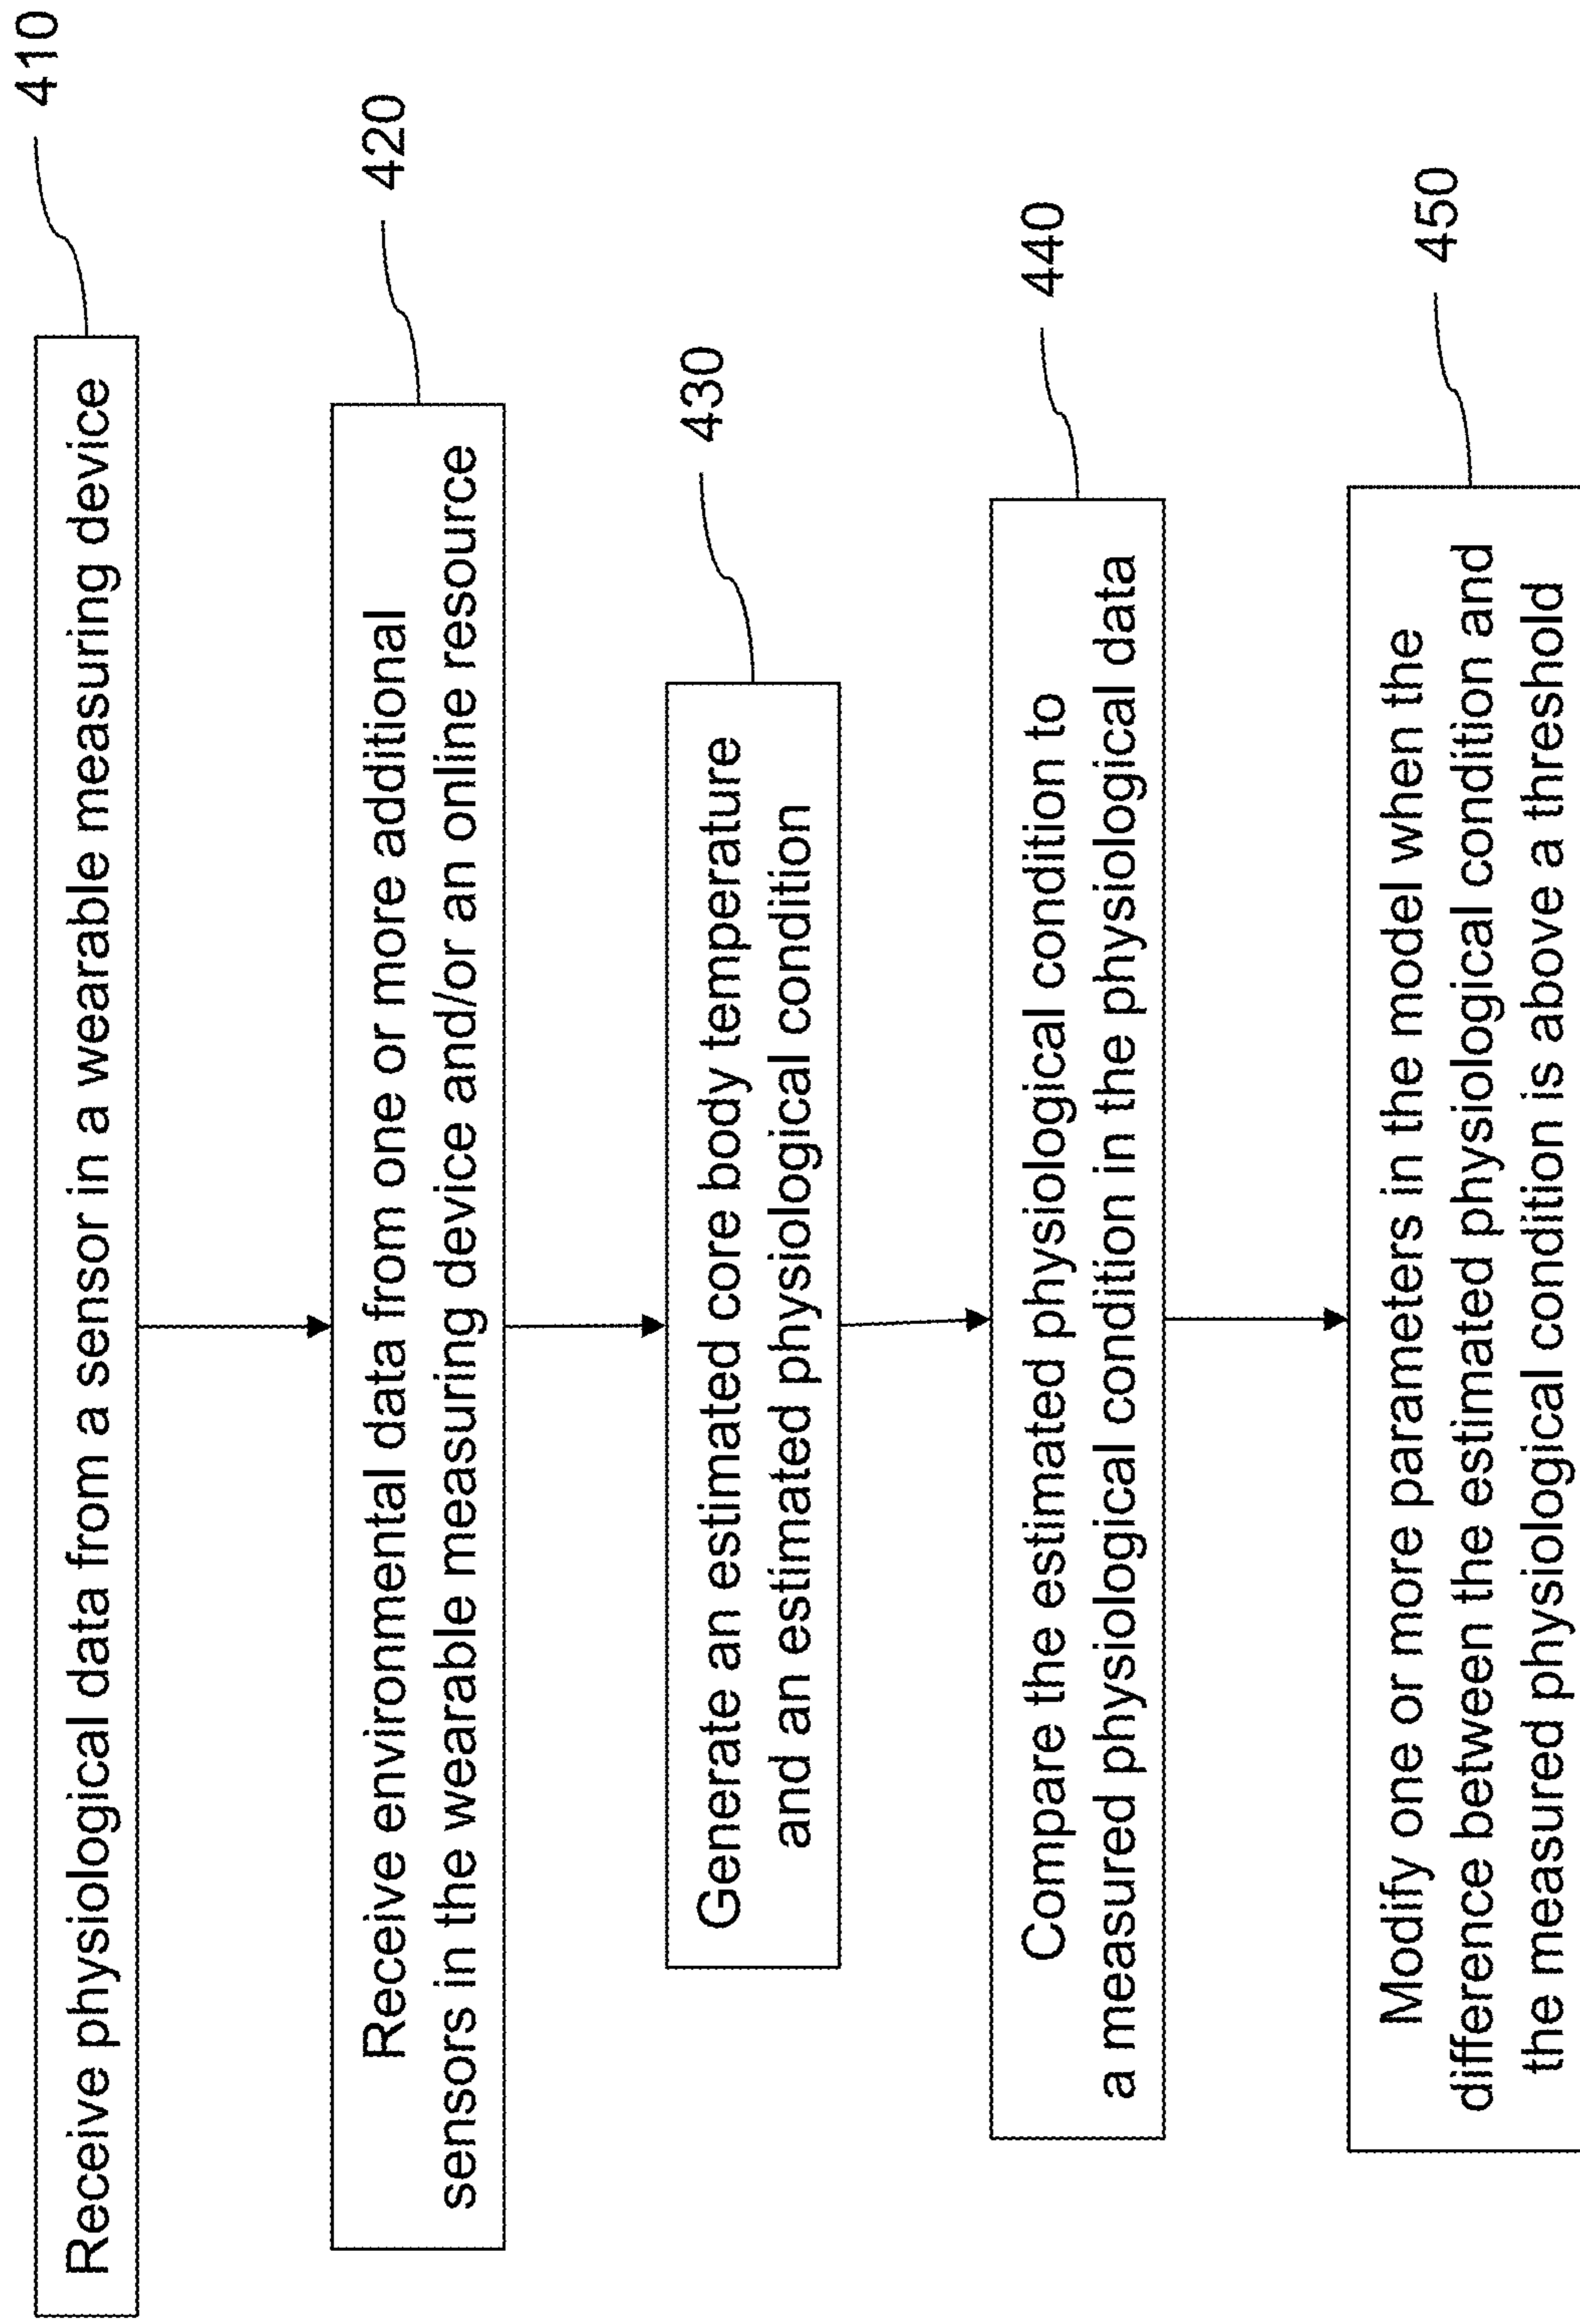 410
Receive physiological data from a sensor in a wearable measuring device
420
Receive environmental data from one or more additional
sensors in the wearable measuring device and/or an online resource
430
Generate an estimated core body temperature
and an estimated physiological condition
440
Compare the estimated physiological condition to
a measured physiological condition in the physiological data
450
Modify one or more parameters in the model when the
difference between the estimated physiological condition and
the measured physiological condition is above a threshold